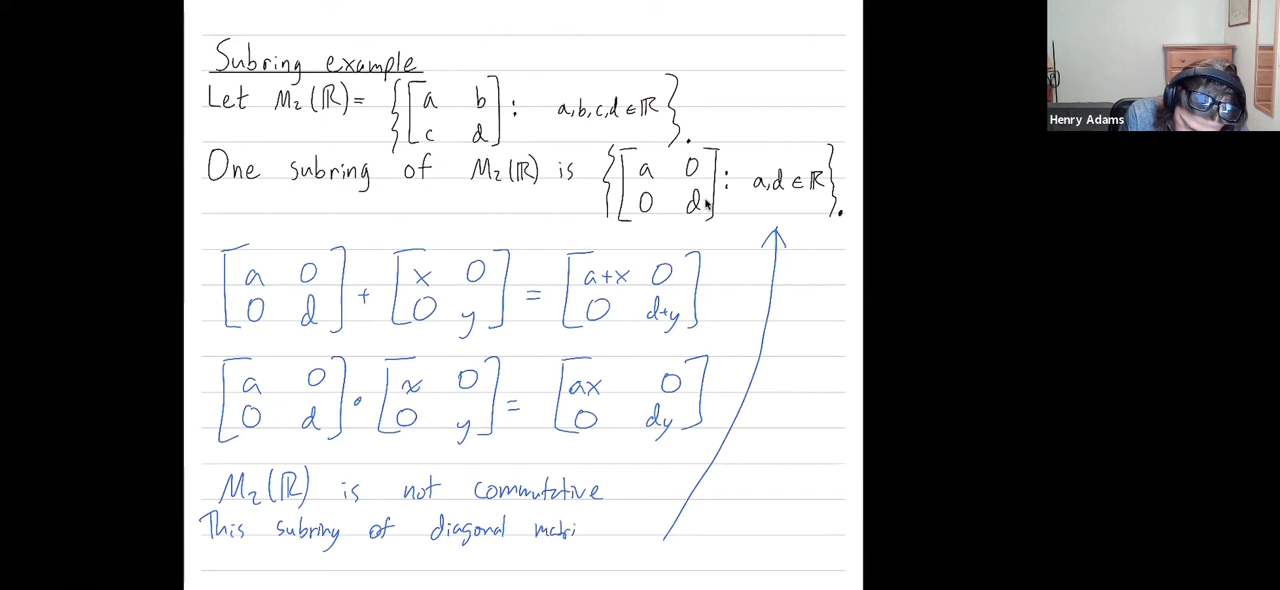 Subring example
Let M₂(ℝ) = { [a b; c d] : a,b,c,d ∈ ℝ }.
One subring of M₂(ℝ) is { [a 0; 0 d] : a,d ∈ ℝ }.
[a 0; 0 d] + [x 0; 0 y] = [a+x 0; 0 d+y]
[a 0; 0 d] · [x 0; 0 y] = [ax 0; 0 dy]
M₂(ℝ) is not commutative
This subring of diagonal matri
Henry Adams